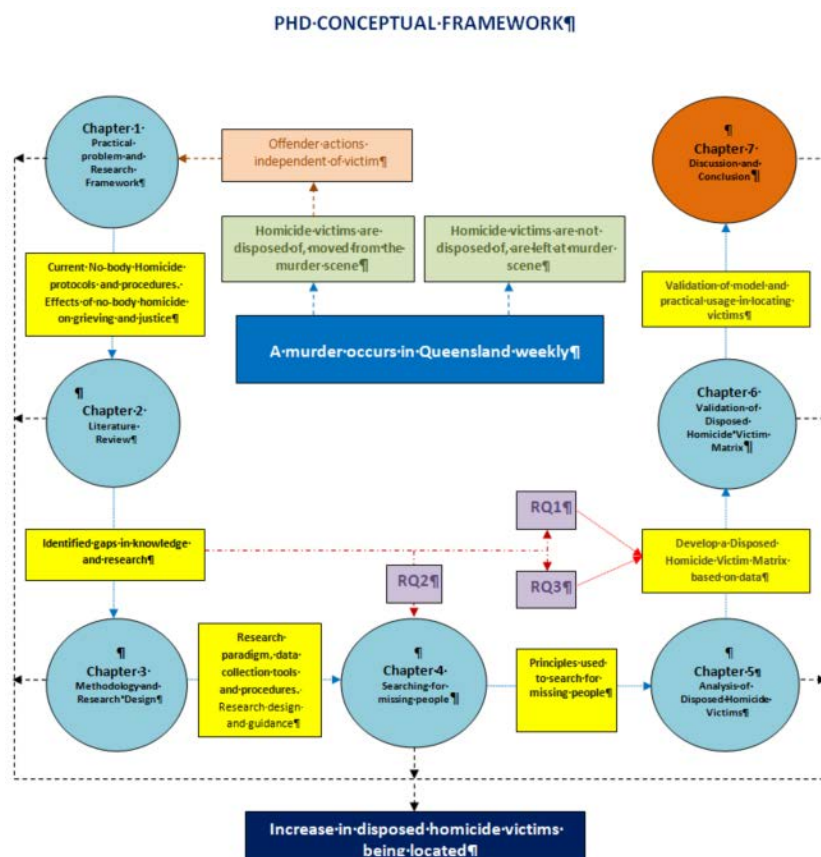 PHD·CONCEPTUAL·FRAMEWORK¶
Chapter·1·
Practical·
problem·and·
Research·
Framework¶
Offender·actions·
independent·of·victim¶
¶
Chapter·7·
Discussion·and·
Conclusion·¶
Homicide·victims·are·
disposed·of,·moved·from·the·
murder·scene¶
Homicide·victims·are·not·
disposed·of,·are·left·at·murder·
scene¶
Current·No-body·Homicide·
protocols·and·procedures.·
Effects·of·no-body·homicide·
on·grieving·and·justice¶
Validation·of·model·and·
practical·usage·in·locating·
victims¶
A·murder·occurs·in·Queensland·weekly¶
¶
Chapter·2·
Literature·
Review¶
Chapter·6·
Validation·of·
Disposed·
Homicide°Victim·
Matrix¶
Identified·gaps·in·knowledge·
and·research¶
RQ1¶
RQ2¶
RQ3¶
Develop·a·Disposed·
Homicide·Victim·Matrix·
based·on·data¶
¶
Chapter·3·
Methodology·and·
Research°Design¶
Research·
paradigm,·data·
collection·tools·
and·procedures.·
Research·design·
and·guidance¶
¶
Chapter·4·
Searching·for·
missing·people¶
Principles·used·
to·search·for·
missing·people¶
¶
Chapter·5¶
Analysis·of·
Disposed·Homicide·
Victims¶
Increase·in·disposed·homicide·victims·
being·located¶